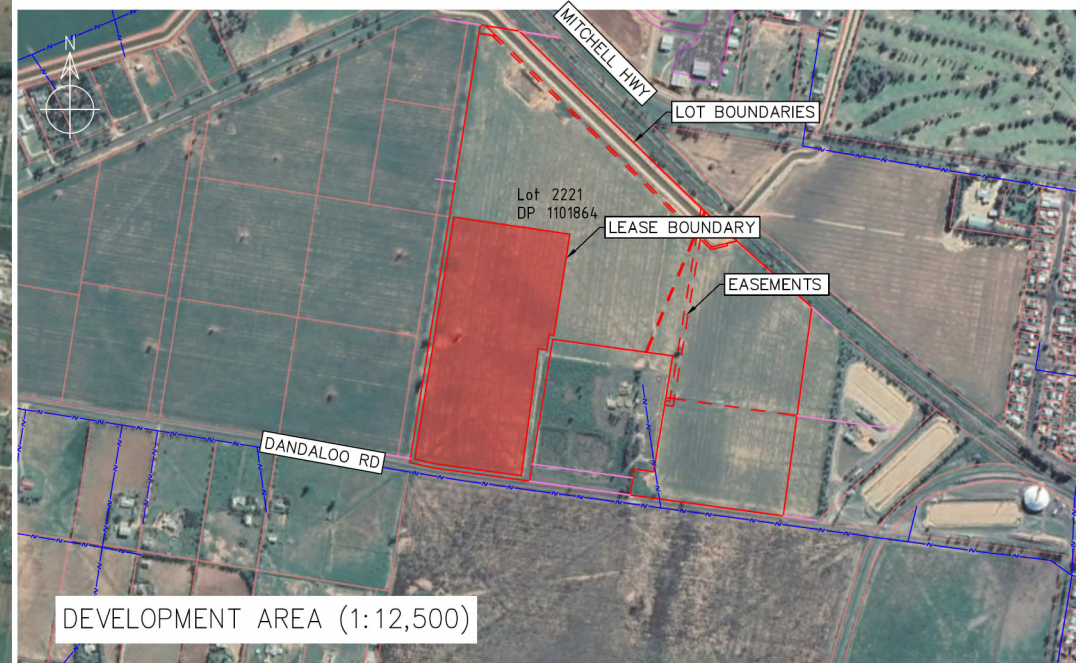 N
MITCHELL HWY
LOT BOUNDARIES
Lot 2221
DP 1101864
LEASE BOUNDARY
EASEMENTS
DANDALOO RD
DEVELOPMENT AREA (1:12,500)